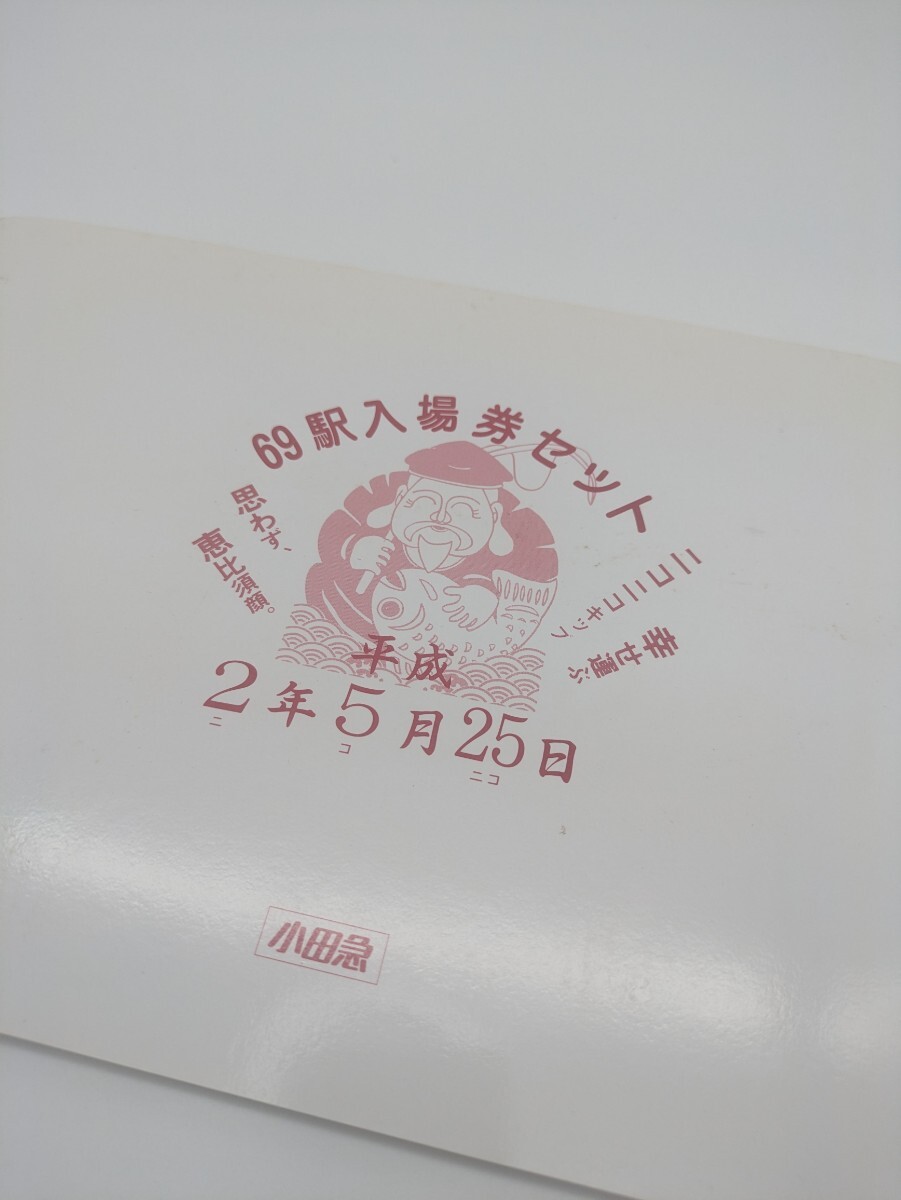 69駅入場券セット
思わず、
恵比須顔。
幸せ運ぶ
ニコニコキップ
平成
2年5月25日
ニ コ ニコ
小田急